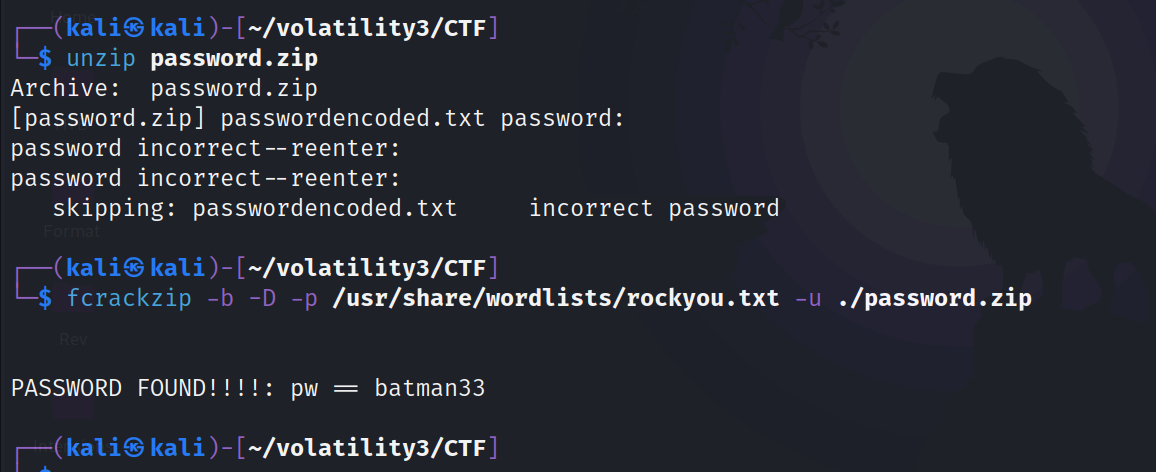 ┌──(kali㉿kali)-[~/volatility3/CTF]
└─$ unzip password.zip
Archive:  password.zip
[password.zip] passwordencoded.txt password:
password incorrect--reenter:
password incorrect--reenter:
   skipping: passwordencoded.txt     incorrect password
Format
┌──(kali㉿kali)-[~/volatility3/CTF]
└─$ fcrackzip -b -D -p /usr/share/wordlists/rockyou.txt -u ./password.zip
Rev
PASSWORD FOUND!!!!: pw == batman33
┌──(kali㉿kali)-[~/volatility3/CTF]